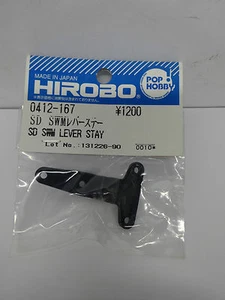 POP
HOBBY
MADE IN JAPAN
HIROBO
0412-167 ¥1200
SD SWMレバーステー
SD SWM LEVER STAY
Lot No.:131226-90 0010*